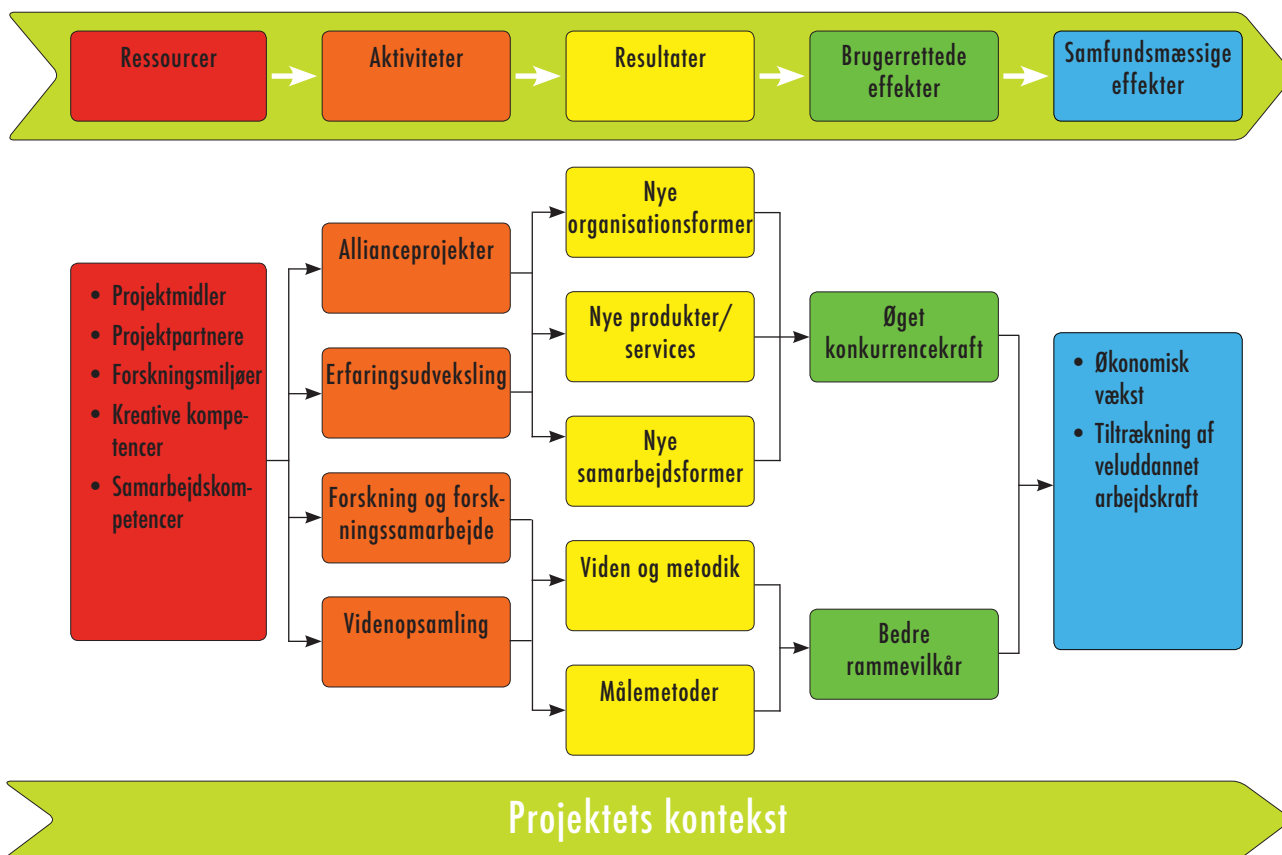 Ressourcer
Aktiviteter
Resultater
Brugerrettede
effekter
Samfundsmæssige
effekter
• Projektmidler
• Projektpartnere
• Forskningsmiljøer
• Kreative kompe-
tencer
• Samarbejdskom-
petencer
Allianceprojekter
Erfaringsudveksling
Forskning og forsk-
ningssamarbejde
Videnopsamling
Nye
organisationsformer
Nye produkter/
services
Nye
samarbejdsformer
Viden og metodik
Målemetoder
Øget
konkurrencekraft
Bedre
rammevilkår
• Økonomisk
vækst
• Tiltrækning af
veluddannet
arbejdskraft
Projektets kontekst